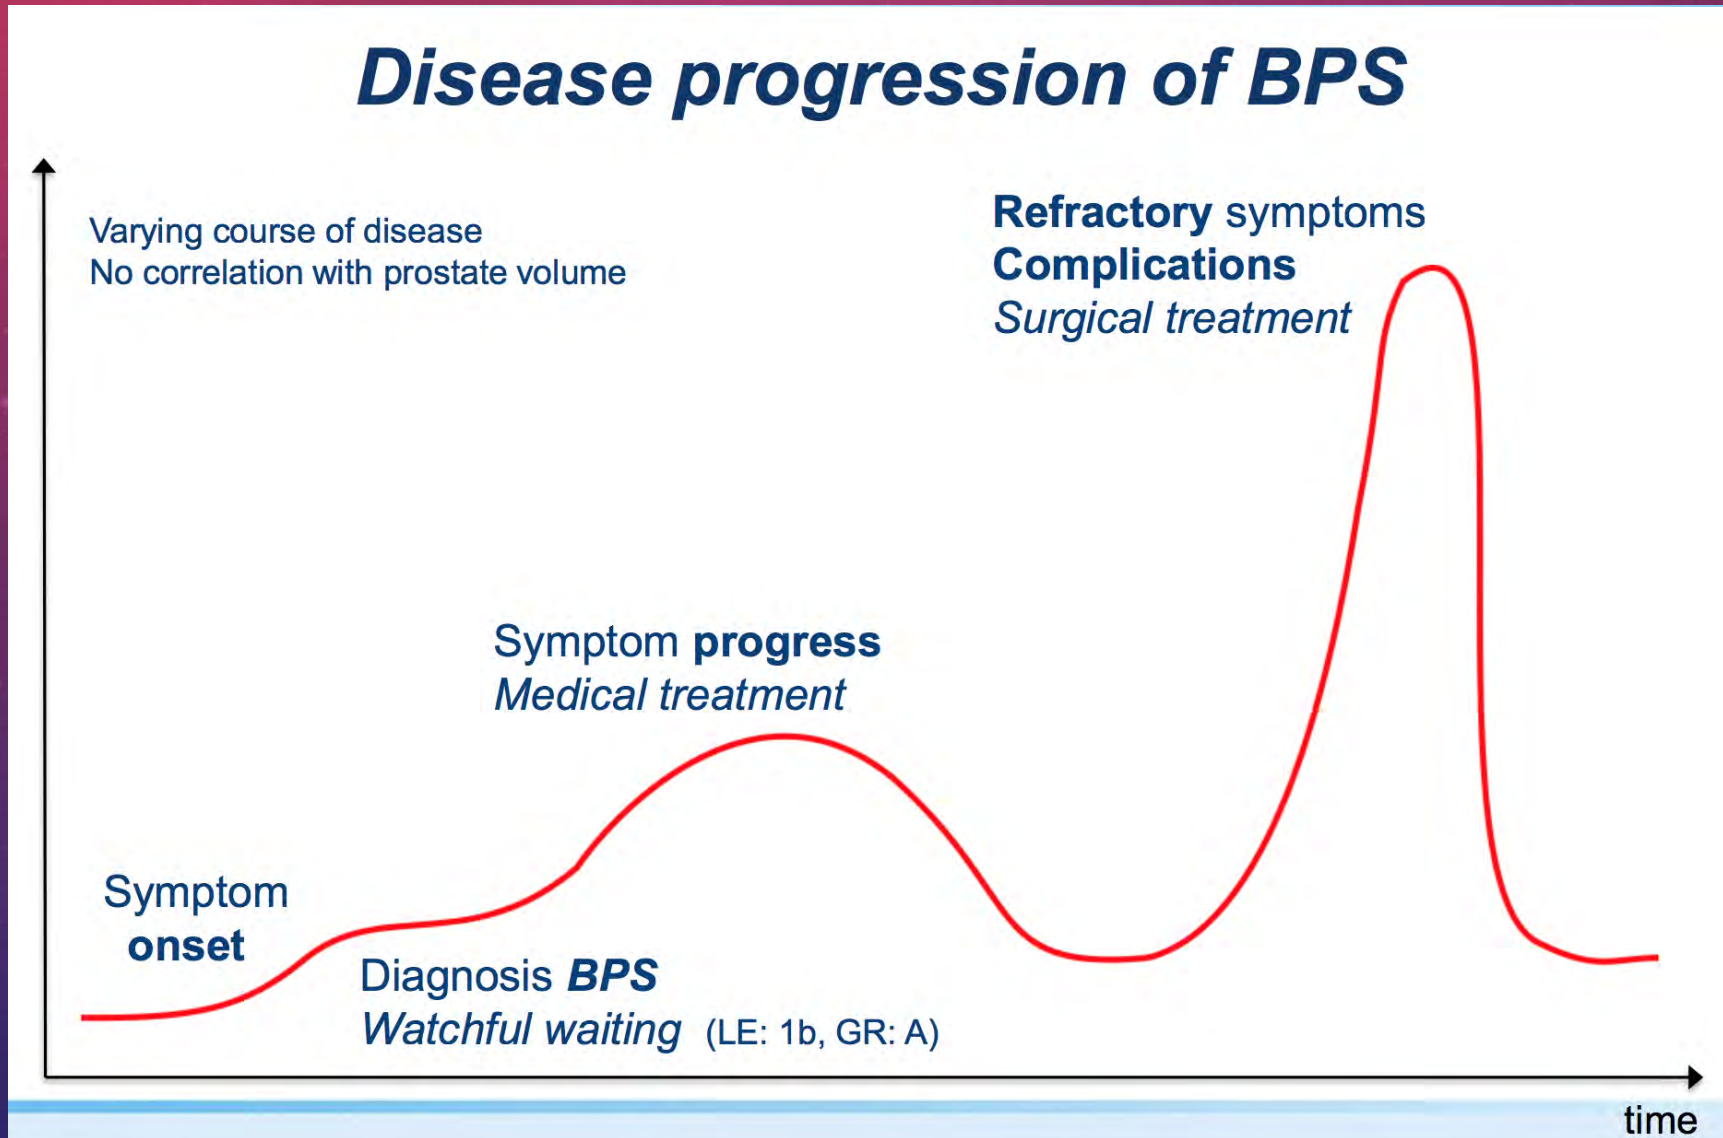 Disease progression of BPS
Varying course of disease
No correlation with prostate volume
Refractory symptoms
Complications
Surgical treatment
Symptom progress
Medical treatment
Symptom
onset
Diagnosis BPS
Watchful waiting (LE: 1b, GR: A)
time